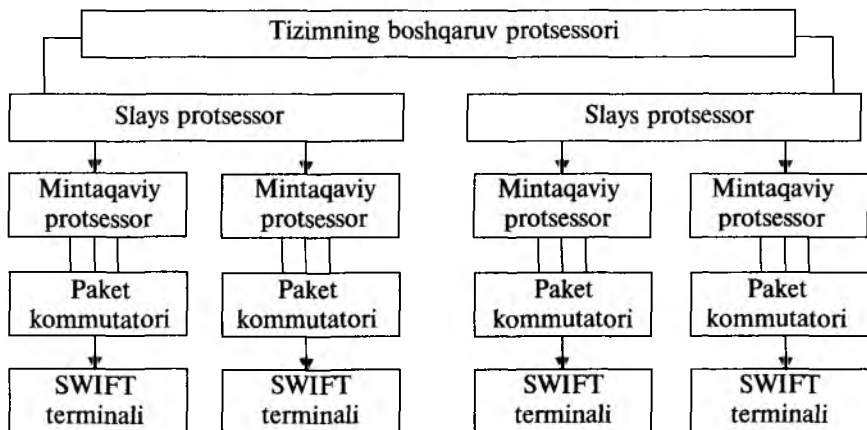 Tizimning boshqaruv protsessori
Slays protsessor
Slays protsessor
Mintaqaviy
protsessor
Mintaqaviy
protsessor
Mintaqaviy
protsessor
Mintaqaviy
protsessor
Paket
kommutatori
Paket
kommutatori
Paket
kommutatori
Paket
kommutatori
SWIFT
terminali
SWIFT
terminali
SWIFT
terminali
SWIFT
terminali